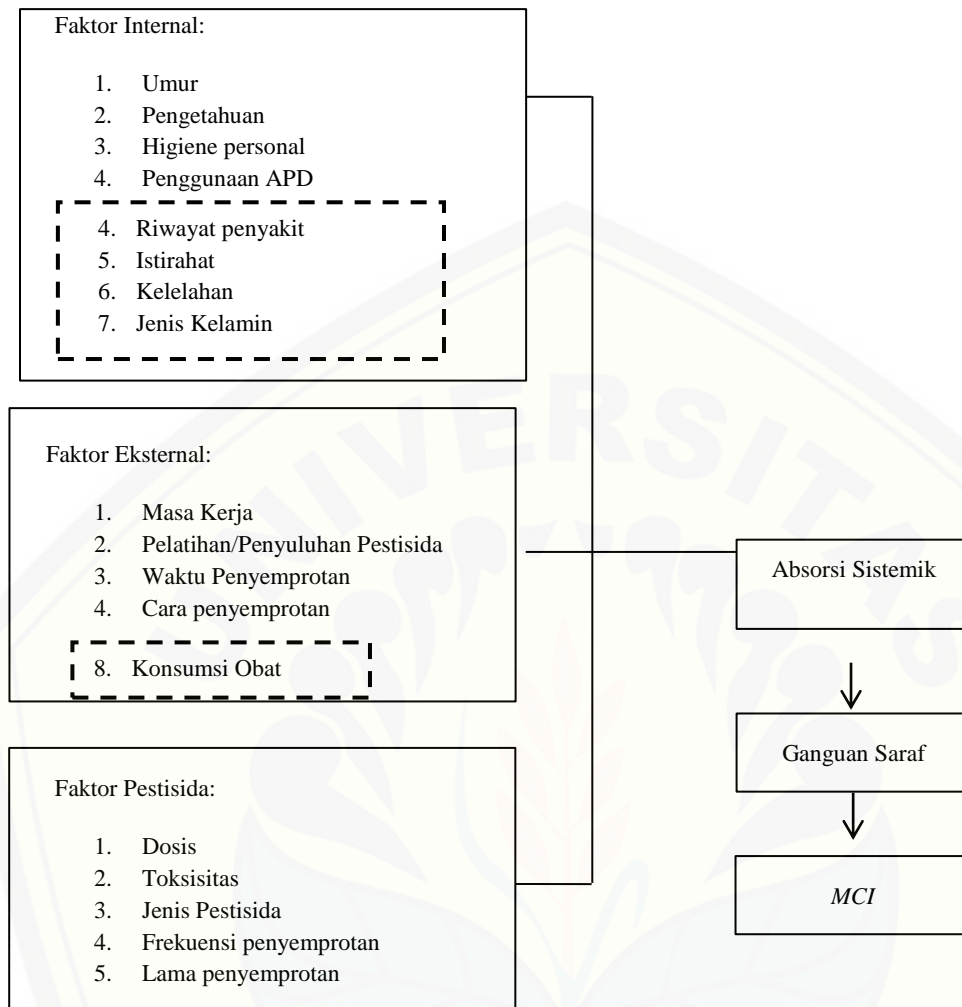 Faktor Internal:
1. Umur
2. Pengetahuan
3. Higiene personal
4. Penggunaan APD
4. Riwayat penyakit
5. Istirahat
6. Kelelahan
7. Jenis Kelamin
Faktor Eksternal:
1. Masa Kerja
2. Pelatihan/Penyuluhan Pestisida
3. Waktu Penyemprotan
4. Cara penyemprotan
8. Konsumsi Obat
Faktor Pestisida:
1. Dosis
2. Toksisitas
3. Jenis Pestisida
4. Frekuensi penyemprotan
5. Lama penyemprotan
Absorsi Sistemik
Ganguan Saraf
MCI
UNIVERSITAS